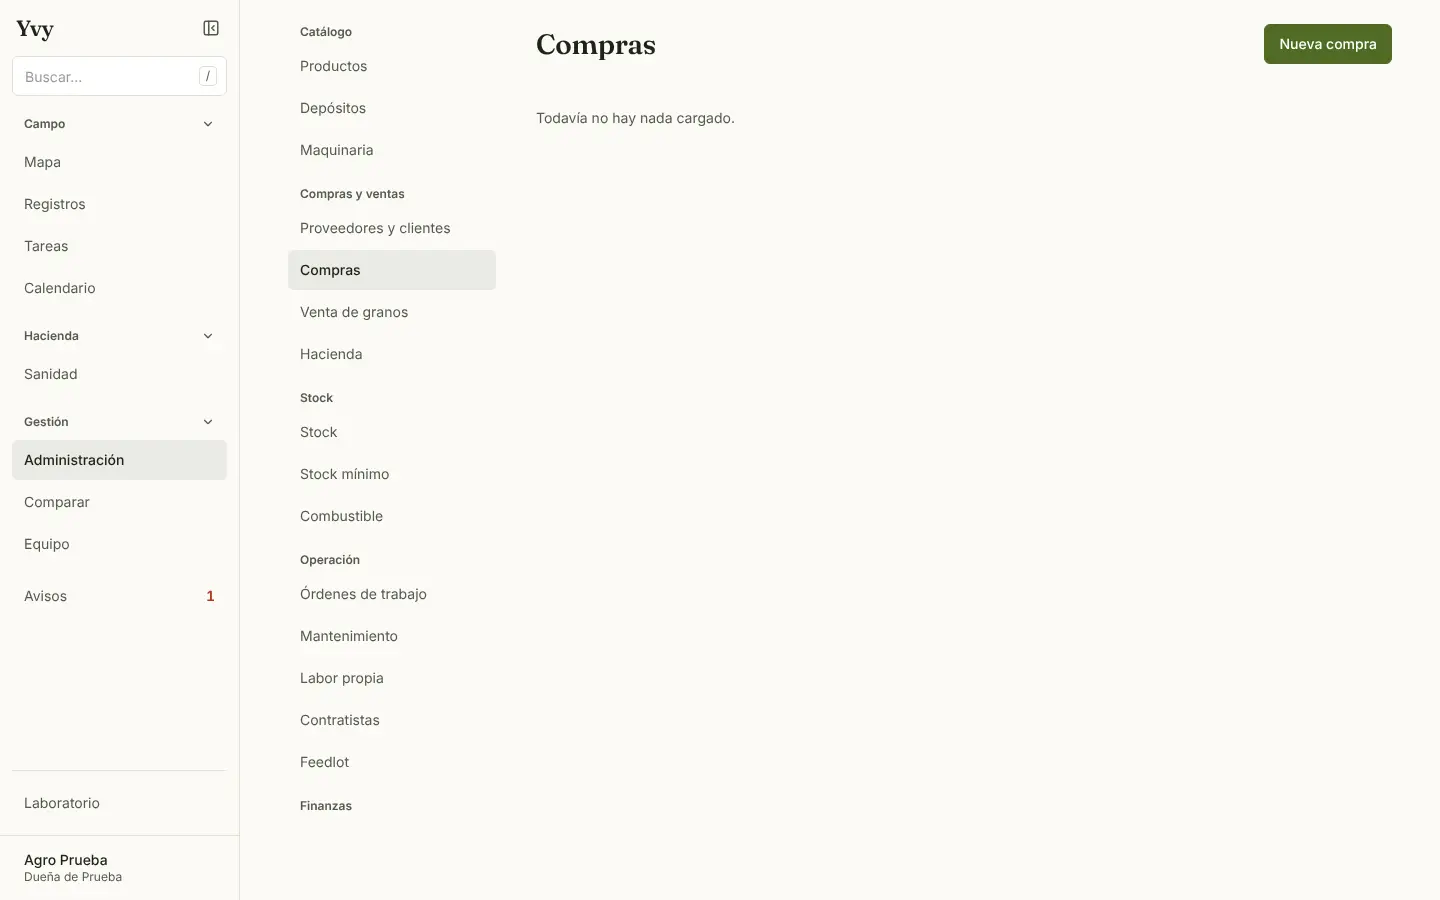 Yvy
Buscar...
/
Campo
Mapa
Registros
Tareas
Calendario
Hacienda
Sanidad
Gestión
Administración
Comparar
Equipo
Avisos 1
Laboratorio
Agro Prueba
Dueña de Prueba
Catálogo
Productos
Depósitos
Maquinaria
Compras y ventas
Proveedores y clientes
Compras
Venta de granos
Hacienda
Stock
Stock
Stock mínimo
Combustible
Operación
Órdenes de trabajo
Mantenimiento
Labor propia
Contratistas
Feedlot
Finanzas
Compras
Nueva compra
Todavía no hay nada cargado.